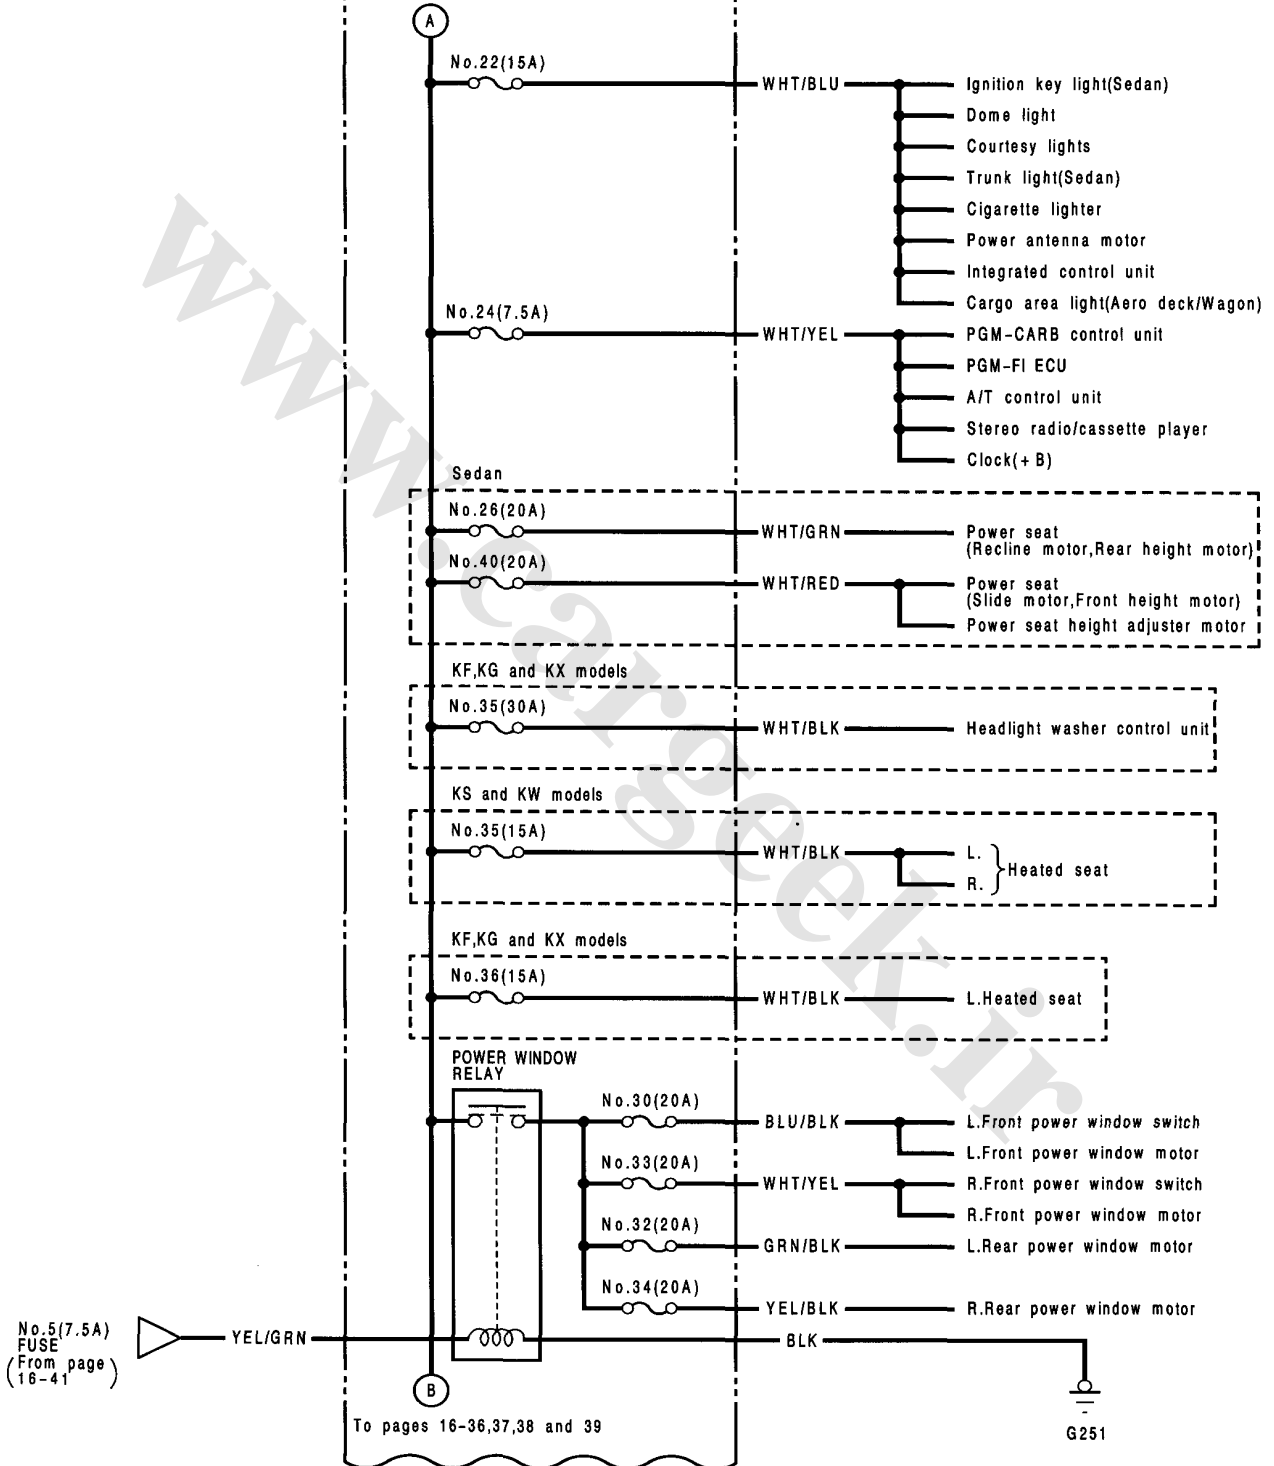 A
No.22(15A)
WHT/BLU
Ignition key light(Sedan)
Dome light
Courtesy lights
Trunk light(Sedan)
Cigarette lighter
Power antenna motor
Integrated control unit
Cargo area light(Aero deck/Wagon)
No.24(7.5A)
WHT/YEL
PGM-CARB control unit
PGM-FI ECU
A/T control unit
Stereo radio/cassette player
Clock(+B)
Sedan
No.26(20A)
WHT/GRN
Power seat
(Recline motor,Rear height motor)
No.40(20A)
WHT/RED
Power seat
(Slide motor,Front height motor)
Power seat height adjuster motor
KF,KG and KX models
No.35(30A)
WHT/BLK
Headlight washer control unit
KS and KW models
No.35(15A)
WHT/BLK
L.
R.
Heated seat
KF,KG and KX models
No.36(15A)
WHT/BLK
L.Heated seat
POWER WINDOW
RELAY
No.30(20A)
BLU/BLK
L.Front power window switch
L.Front power window motor
No.33(20A)
WHT/YEL
R.Front power window switch
R.Front power window motor
No.32(20A)
GRN/BLK
L.Rear power window motor
No.34(20A)
YEL/BLK
R.Rear power window motor
No.5(7.5A)
FUSE
(From page
16-41)
YEL/GRN
BLK
B
To pages 16-36,37,38 and 39
G251
www.cargeek.ir